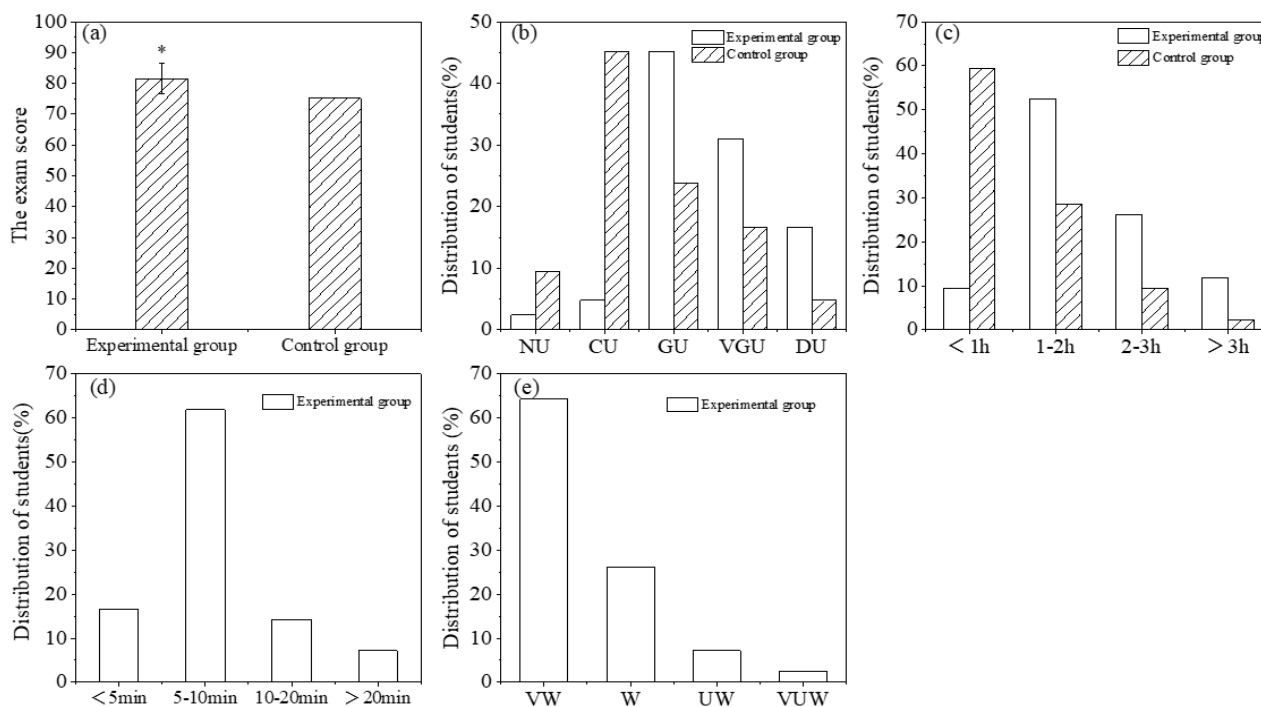 (a)
*
The exam score
100
90
80
70
60
50
40
30
20
10
0
Experimental group
Control group
(b)
Experimental group
Control group
Distribution of students(%)
50
40
30
20
10
0
NU
CU
GU
VGU
DU
(c)
Experimental group
Control group
Distribution of students(%)
70
60
50
40
30
20
10
0
< 1h
1-2h
2-3h
> 3h
(d)
Experimental group
Distribution of students(%)
70
60
50
40
30
20
10
0
< 5min
5-10min
10-20min
> 20min
(e)
Experimental group
Distribution of students (%)
70
60
50
40
30
20
10
0
VW
W
UW
VUW